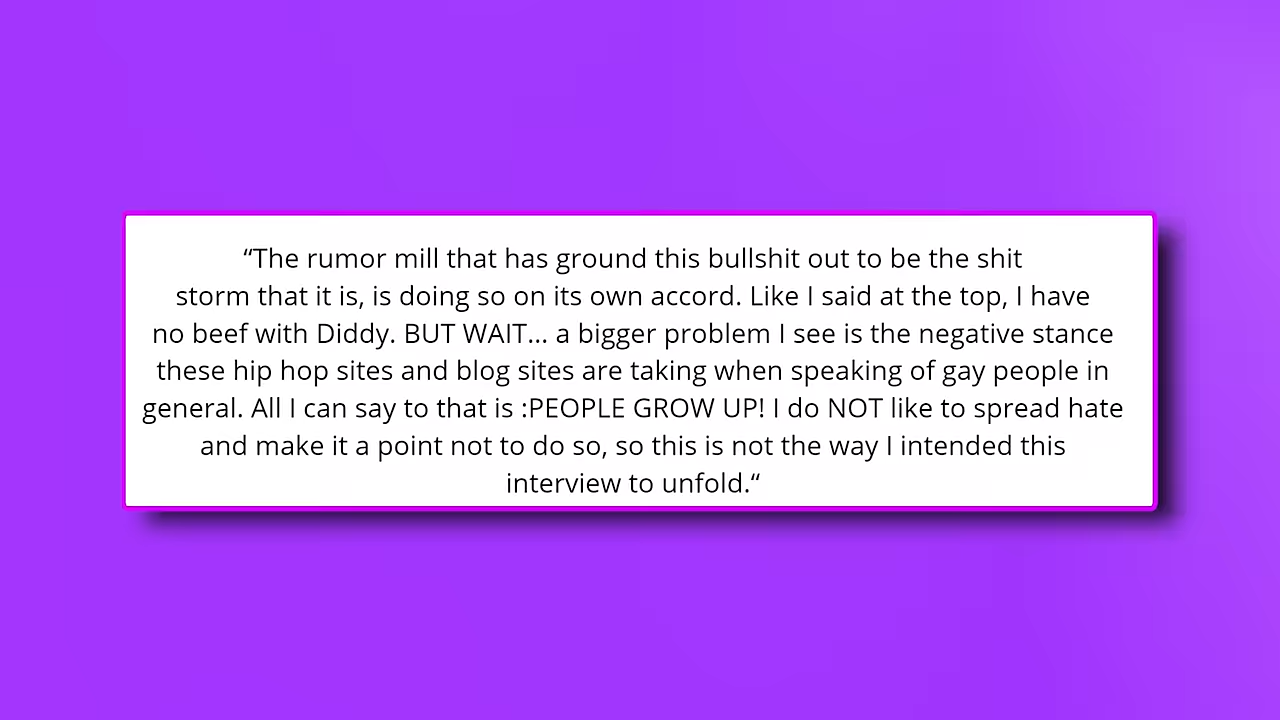 “The rumor mill that has ground this bullshit out to be the shit
storm that it is, is doing so on its own accord. Like I said at the top, I have
no beef with Diddy. BUT WAIT... a bigger problem I see is the negative stance
these hip hop sites and blog sites are taking when speaking of gay people in
general. All I can say to that is :PEOPLE GROW UP! I do NOT like to spread hate
and make it a point not to do so, so this is not the way I intended this
interview to unfold.“